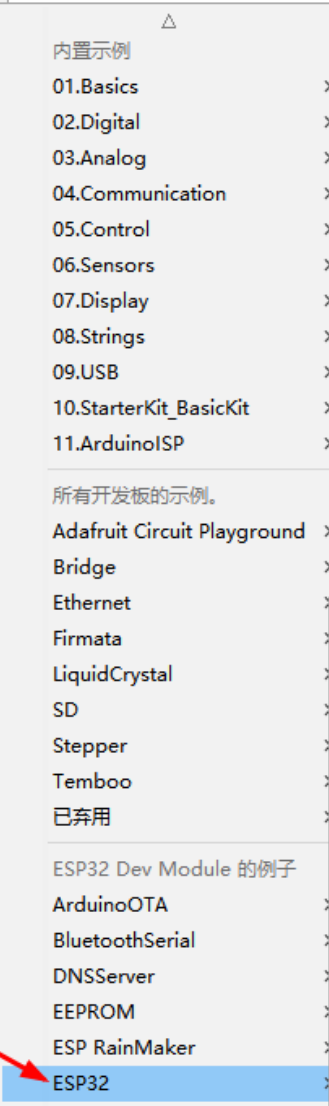 内置示例
01.Basics
02.Digital
03.Analog
04.Communication
05.Control
06.Sensors
07.Display
08.Strings
09.USB
10.StarterKit_BasicKit
11.ArduinoISP
所有开发板的示例。
Adafruit Circuit Playground
Bridge
Ethernet
Firmata
LiquidCrystal
SD
Stepper
Temboo
已弃用
ESP32 Dev Module 的例子
ArduinoOTA
BluetoothSerial
DNSServer
EEPROM
ESP RainMaker
ESP32